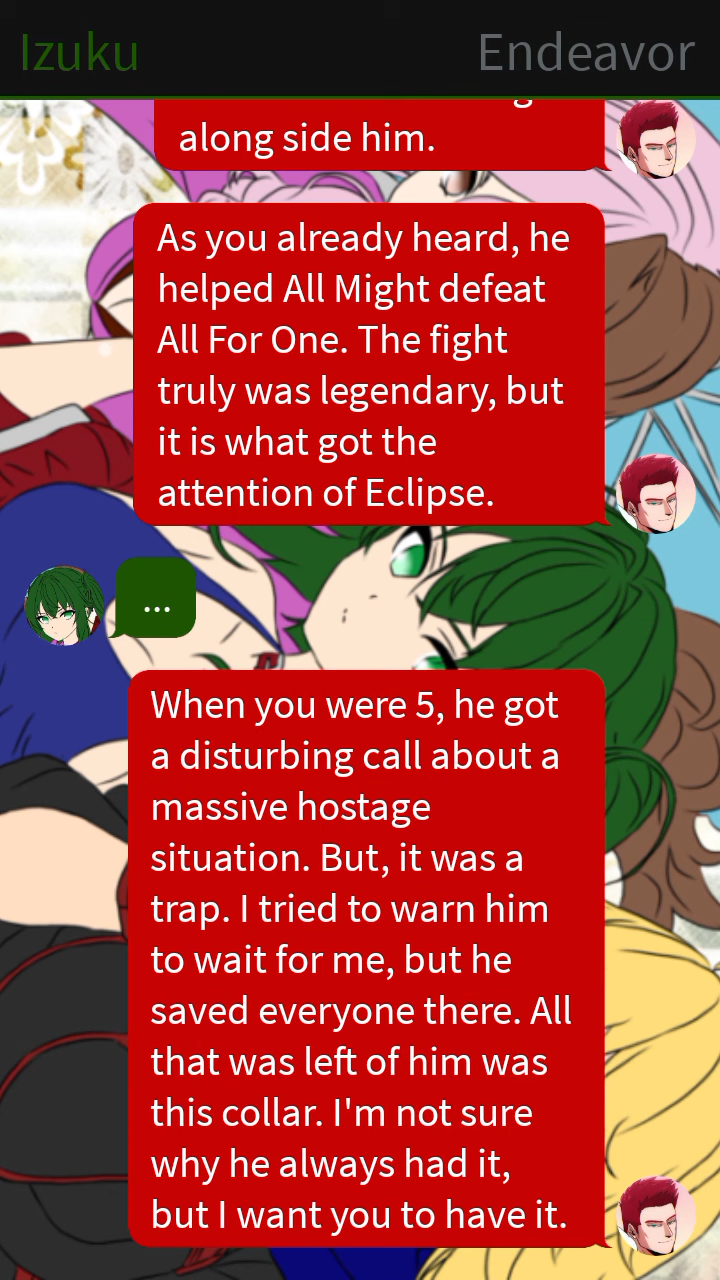 Izuku
Endeavor
along side him.
As you already heard, he
helped All Might defeat
All For One. The fight
truly was legendary, but
it is what got the
attention of Eclipse.
...
When you were 5, he got
a disturbing call about a
massive hostage
situation. But, it was a
trap. I tried to warn him
to wait for me, but he
saved everyone there. All
that was left of him was
this collar. I'm not sure
why he always had it,
but I want you to have it.